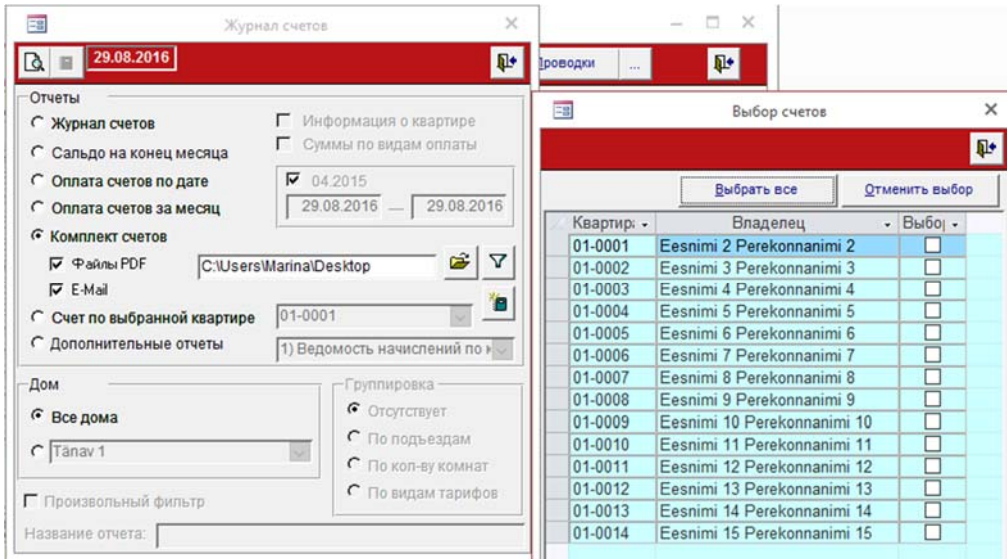 Журнал счетов
29.08.2016
Отчеты
Журнал счетов
Информация о квартире
Сальдо на конец месяца
Суммы по видам оплаты
Оплата счетов по дате
04.2015
Оплата счетов за месяц
29.08.2016 — 29.08.2016
Комплект счетов
Файлы PDF
C:\Users\Marina\Desktop
E-Mail
Счет по выбранной квартире
01-0001
Дополнительные отчеты
1) Ведомость начислений по к
Дом
Все дома
Tänav 1
Группировка
Отсутствует
По подъездам
По кол-ву комнат
По видам тарифов
Произвольный фильтр
Название отчета:
Проводки ...
Выбор счетов
Выбрать все Отменить выбор
Квартира Владелец Выбор
01-0001 Eesnimi 2 Perekonnanimi 2
01-0002 Eesnimi 3 Perekonnanimi 3
01-0003 Eesnimi 4 Perekonnanimi 4
01-0004 Eesnimi 5 Perekonnanimi 5
01-0005 Eesnimi 6 Perekonnanimi 6
01-0006 Eesnimi 7 Perekonnanimi 7
01-0007 Eesnimi 8 Perekonnanimi 8
01-0008 Eesnimi 9 Perekonnanimi 9
01-0009 Eesnimi 10 Perekonnanimi 10
01-0010 Eesnimi 11 Perekonnanimi 11
01-0011 Eesnimi 12 Perekonnanimi 12
01-0012 Eesnimi 13 Perekonnanimi 13
01-0013 Eesnimi 14 Perekonnanimi 14
01-0014 Eesnimi 15 Perekonnanimi 15